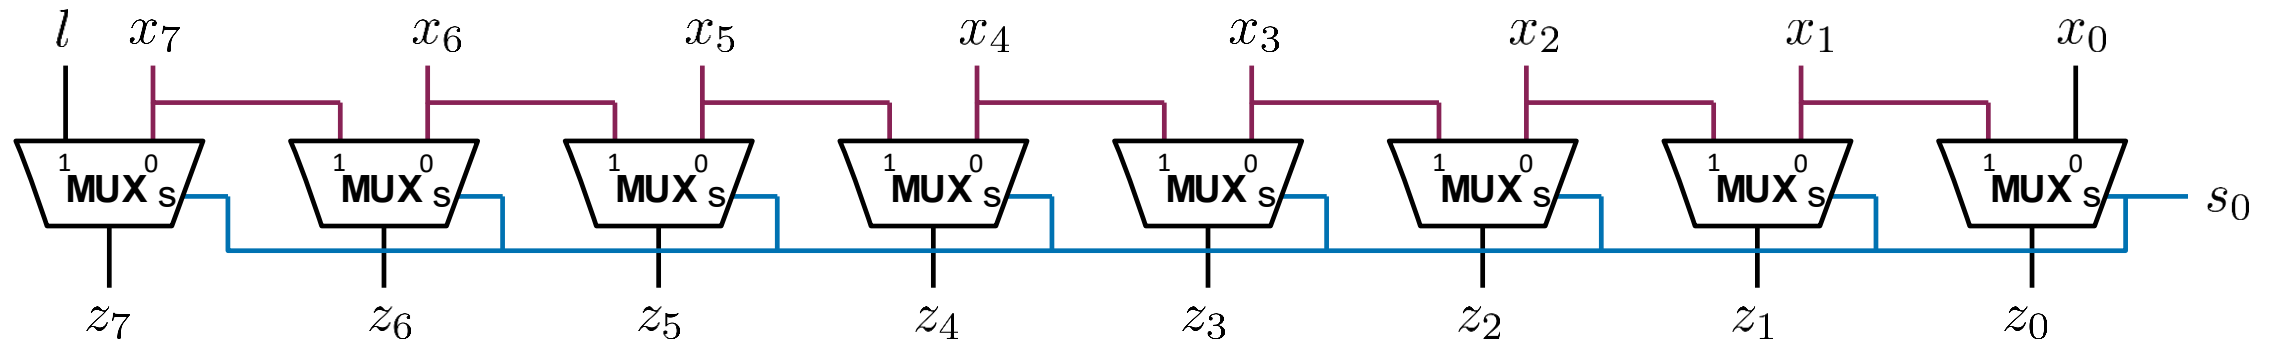 l x₇ x₆ x₅ x₄ x₃ x₂ x₁ x₀
1 0 1 0 1 0 1 0 1 0 1 0 1 0 1 0
MUX S MUX S MUX S MUX S MUX S MUX S MUX S MUX S s₀
z₇ z₆ z₅ z₄ z₃ z₂ z₁ z₀